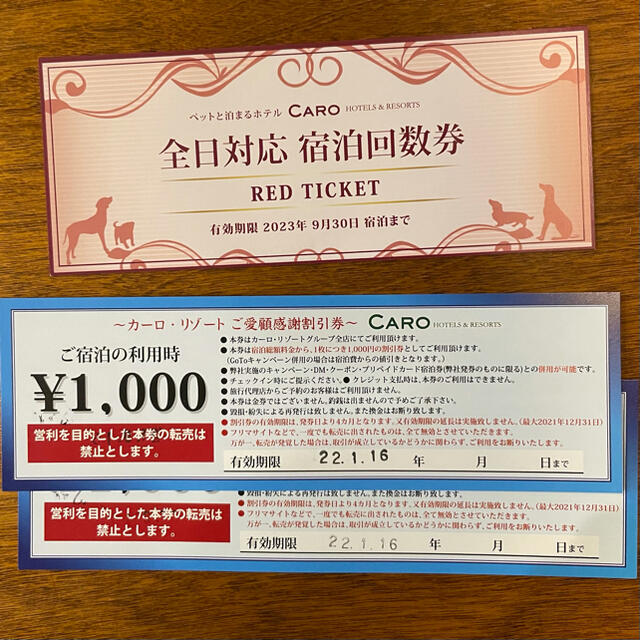 ペットと泊まるホテル CARO HOTELS & RESORTS
全日対応 宿泊回数券
RED TICKET
有効期限 2023年 9月30日 宿泊まで
～カーロ・リゾート ご愛顧感謝割引券～ CARO HOTELS & RESORTS
ご宿泊の利用時
¥1,000
営利を目的とした本券の転売は
禁止とします。
●本券はカーロ・リゾートグループ全店にてご利用頂けます。
●本券は宿泊総額料金から、1枚につき1,000円の割引券としてご利用頂けます。
(GoToキャンペーン併用の場合は宿泊費からの値引きとなります。)
●弊社実施のキャンペーン・DM・クーポン・プリペイドカード宿泊券(弊社発券のものに限る)との併用が可能です。
●チェックイン時にご提示ください。●クレジット支払時は、本券のご利用はできません。
●旅行代理店からご予約のお客様はご利用頂けません。
●本券は金券ではございません。釣銭は出ませんので予めご了承下さい。
●毀損・紛失による再発行は致しません。また換金はお断り致します。
●割引券の有効期限は、発券日より4カ月となります。又有効期限の延長は実施致しません。(最大2021年12月31日)
●フリマサイトなどで、一度でも転売に出されたものは、全て無効とさせていただきます。
万が一、転売が発覚した場合は、取引が成立しているかどうかに関わらず、ご利用をお断りいたします。
有効期限 22.1.16 年 月 日まで
営利を目的とした本券の転売は
禁止とします。
●毀損・紛失による再発行は致しません。また換金はお断り致します。
●割引券の有効期限は、発券日より4カ月となります。又有効期限の延長は実施致しません。(最大2021年12月31日)
●フリマサイトなどで、一度でも転売に出されたものは、全て無効とさせていただきます。
万が一、転売が発覚した場合は、取引が成立しているかどうかに関わらず、ご利用をお断りいたします。
有効期限 22.1.16 年 月 日まで